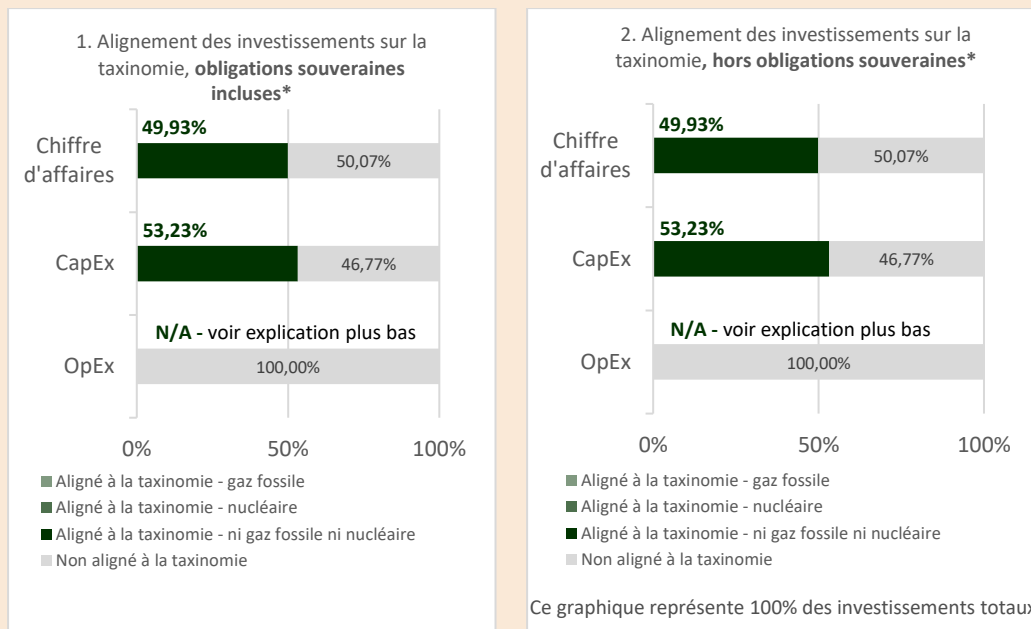 1. Alignement des investissements sur la
taxinomie, obligations souveraines
incluses*
49,93%
Chiffre
d'affaires
50,07%
53,23%
CapEx
46,77%
N/A - voir explication plus bas
OpEx
100,00%
0%
50%
100%
Aligné à la taxinomie - gaz fossile
Aligné à la taxinomie - nucléaire
Aligné à la taxinomie - ni gaz fossile ni nucléaire
Non aligné à la taxinomie
2. Alignement des investissements sur la
taxinomie, hors obligations souveraines*
49,93%
Chiffre
d'affaires
50,07%
53,23%
CapEx
46,77%
N/A - voir explication plus bas
OpEx
100,00%
0%
50%
100%
Aligné à la taxinomie - gaz fossile
Aligné à la taxinomie - nucléaire
Aligné à la taxinomie - ni gaz fossile ni nucléaire
Non aligné à la taxinomie
Ce graphique représente 100% des investissements totaux